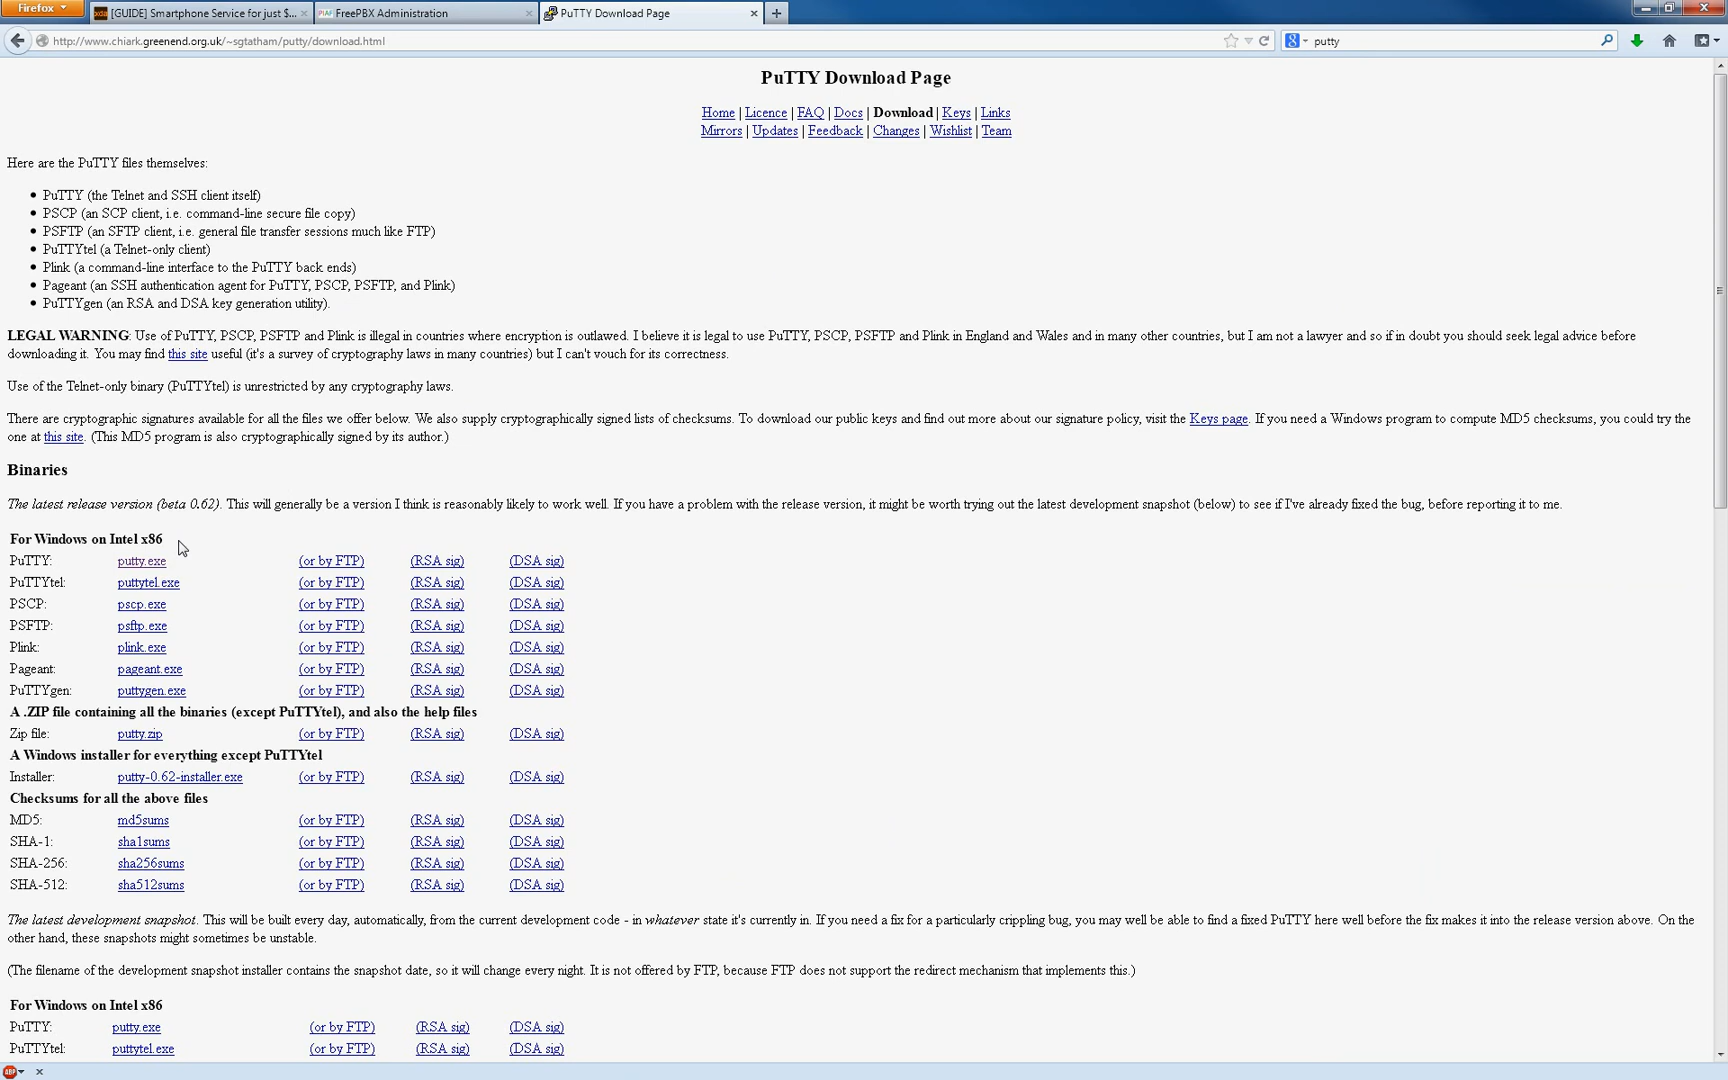 Firefox
[GUIDE] Smartphone Service for just $...
FreePBX Administration
PuTTY Download Page
http://www.chiark.greenend.org.uk/~sgtatham/putty/download.html
putty
PuTTY Download Page
Home | Licence | FAQ | Docs | Download | Keys | Links
Mirrors | Updates | Feedback | Changes | Wishlist | Team
Here are the PuTTY files themselves:
• PuTTY (the Telnet and SSH client itself)
• PSCP (an SCP client, i.e. command-line secure file copy)
• PSFTP (an SFTP client, i.e. general file transfer sessions much like FTP)
• PuTTYtel (a Telnet-only client)
• Plink (a command-line interface to the PuTTY back ends)
• Pageant (an SSH authentication agent for PuTTY, PSCP, PSFTP, and Plink)
• PuTTYgen (an RSA and DSA key generation utility).
LEGAL WARNING: Use of PuTTY, PSCP, PSFTP and Plink is illegal in countries where encryption is outlawed. I believe it is legal to use PuTTY, PSCP, PSFTP and Plink in England and Wales and in many other countries, but I am not a lawyer and so if in doubt you should seek legal advice before
downloading it. You may find this site useful (it's a survey of cryptography laws in many countries) but I can't vouch for its correctness.
Use of the Telnet-only binary (PuTTYtel) is unrestricted by any cryptography laws.
There are cryptographic signatures available for all the files we offer below. We also supply cryptographically signed lists of checksums. To download our public keys and find out more about our signature policy, visit the Keys page. If you need a Windows program to compute MD5 checksums, you could try the
one at this site. (This MD5 program is also cryptographically signed by its author.)
Binaries
The latest release version (beta 0.62). This will generally be a version I think is reasonably likely to work well. If you have a problem with the release version, it might be worth trying out the latest development snapshot (below) to see if I've already fixed the bug, before reporting it to me.
For Windows on Intel x86
PuTTY: putty.exe (or by FTP) (RSA sig) (DSA sig)
PuTTYtel: puttytel.exe (or by FTP) (RSA sig) (DSA sig)
PSCP: pscp.exe (or by FTP) (RSA sig) (DSA sig)
PSFTP: psftp.exe (or by FTP) (RSA sig) (DSA sig)
Plink: plink.exe (or by FTP) (RSA sig) (DSA sig)
Pageant: pageant.exe (or by FTP) (RSA sig) (DSA sig)
PuTTYgen: puttygen.exe (or by FTP) (RSA sig) (DSA sig)
A .ZIP file containing all the binaries (except PuTTYtel), and also the help files
Zip file: putty.zip (or by FTP) (RSA sig) (DSA sig)
A Windows installer for everything except PuTTYtel
Installer: putty-0.62-installer.exe (or by FTP) (RSA sig) (DSA sig)
Checksums for all the above files
MD5: md5sums (or by FTP) (RSA sig) (DSA sig)
SHA-1: sha1sums (or by FTP) (RSA sig) (DSA sig)
SHA-256: sha256sums (or by FTP) (RSA sig) (DSA sig)
SHA-512: sha512sums (or by FTP) (RSA sig) (DSA sig)
The latest development snapshot. This will be built every day, automatically, from the current development code - in whatever state it's currently in. If you need a fix for a particularly crippling bug, you may well be able to find a fixed PuTTY here well before the fix makes it into the release version above. On the
other hand, these snapshots might sometimes be unstable.
(The filename of the development snapshot installer contains the snapshot date, so it will change every night. It is not offered by FTP, because FTP does not support the redirect mechanism that implements this.)
For Windows on Intel x86
PuTTY: putty.exe (or by FTP) (RSA sig) (DSA sig)
PuTTYtel: puttytel.exe (or by FTP) (RSA sig) (DSA sig)
ABP